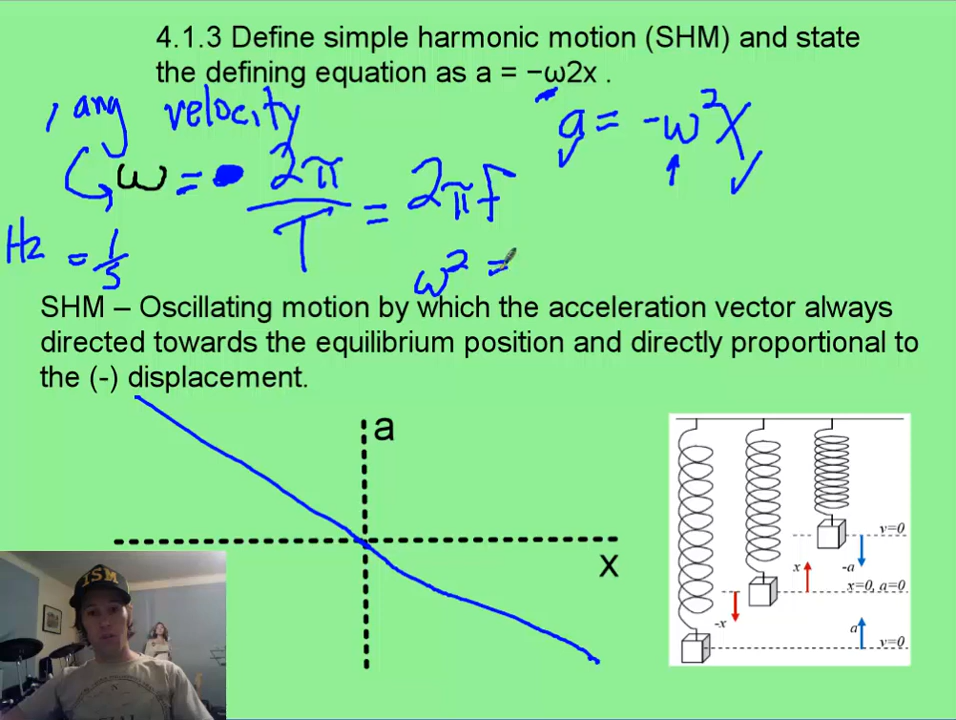 4.1.3 Define simple harmonic motion (SHM) and state
the defining equation as a = −ω2x .
, ang velocity
a = -ω²x
ω = 2π/T = 2πf
Hz = 1/s
ω² =
SHM – Oscillating motion by which the acceleration vector always
directed towards the equilibrium position and directly proportional to
the (-) displacement.
a
x
v=0
x
-a
x=0, a=0
-x
a
v=0
ISM